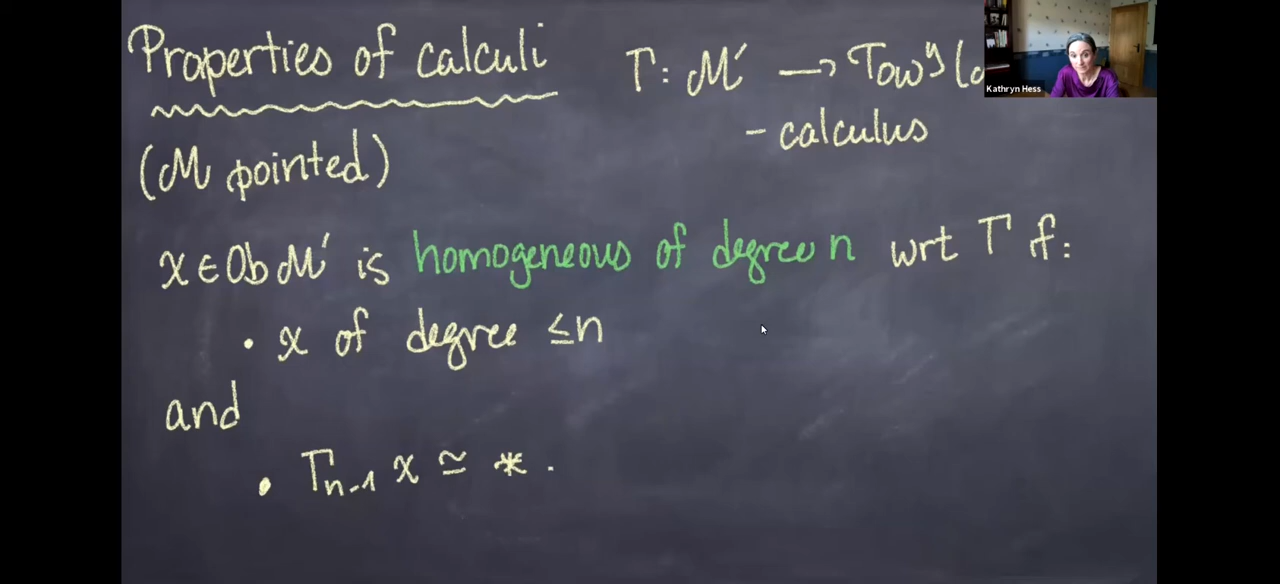 Properties of calculi
Γ: M' → Tow^y (
- calculus
(M pointed)
x ∈ Ob M' is homogeneous of degree n wrt Γ if:
• x of degree ≤n
and
• Γ_{n-1} x ≃ * .
Kathryn Hess